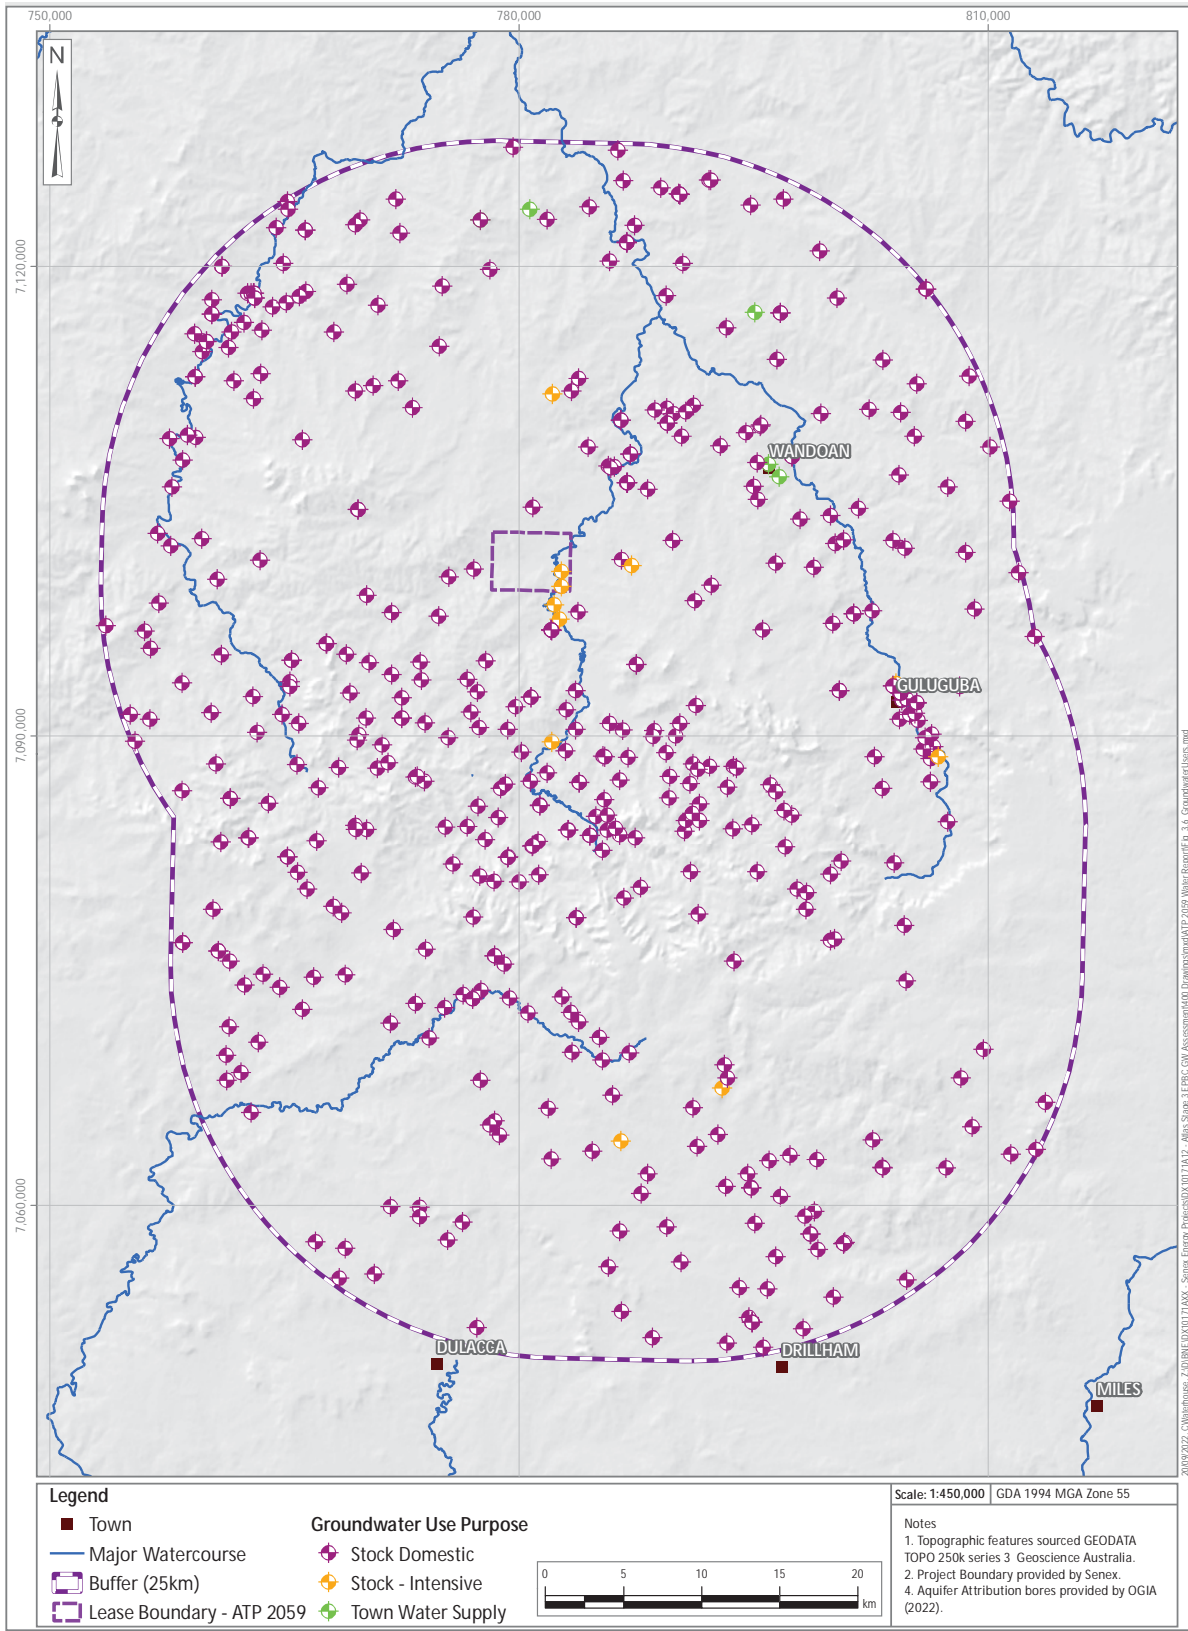 750,000
780,000
810,000
N
7,120,000
7,090,000
7,060,000
WANDOAN
GULUGUBA
DULACCA
DRILLHAM
MILES
Legend
Town
Major Watercourse
Buffer (25km)
Lease Boundary - ATP 2059
Groundwater Use Purpose
Stock Domestic
Stock - Intensive
Town Water Supply
0 5 10 15 20
km
Scale: 1:450,000 GDA 1994 MGA Zone 55
Notes
1. Topographic features sourced GEODATA
TOPO 250k series 3 Geoscience Australia.
2. Project Boundary provided by Senex.
4. Aquifer Attribution bores provided by OGIA
(2022).